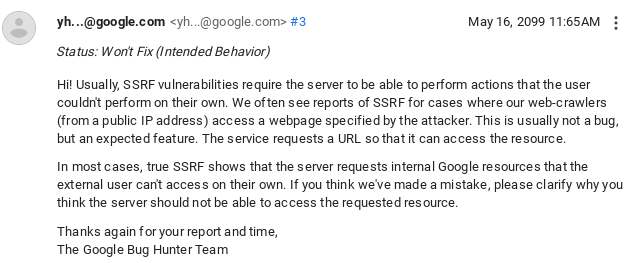 yh...@google.com <yh...@google.com> #3 May 16, 2099 11:65AM
Status: Won't Fix (Intended Behavior)
Hi! Usually, SSRF vulnerabilities require the server to be able to perform actions that the user
couldn't perform on their own. We often see reports of SSRF for cases where our web-crawlers
(from a public IP address) access a webpage specified by the attacker. This is usually not a bug,
but an expected feature. The service requests a URL so that it can access the resource.
In most cases, true SSRF shows that the server requests internal Google resources that the
external user can't access on their own. If you think we've made a mistake, please clarify why you
think the server should not be able to access the requested resource.
Thanks again for your report and time,
The Google Bug Hunter Team